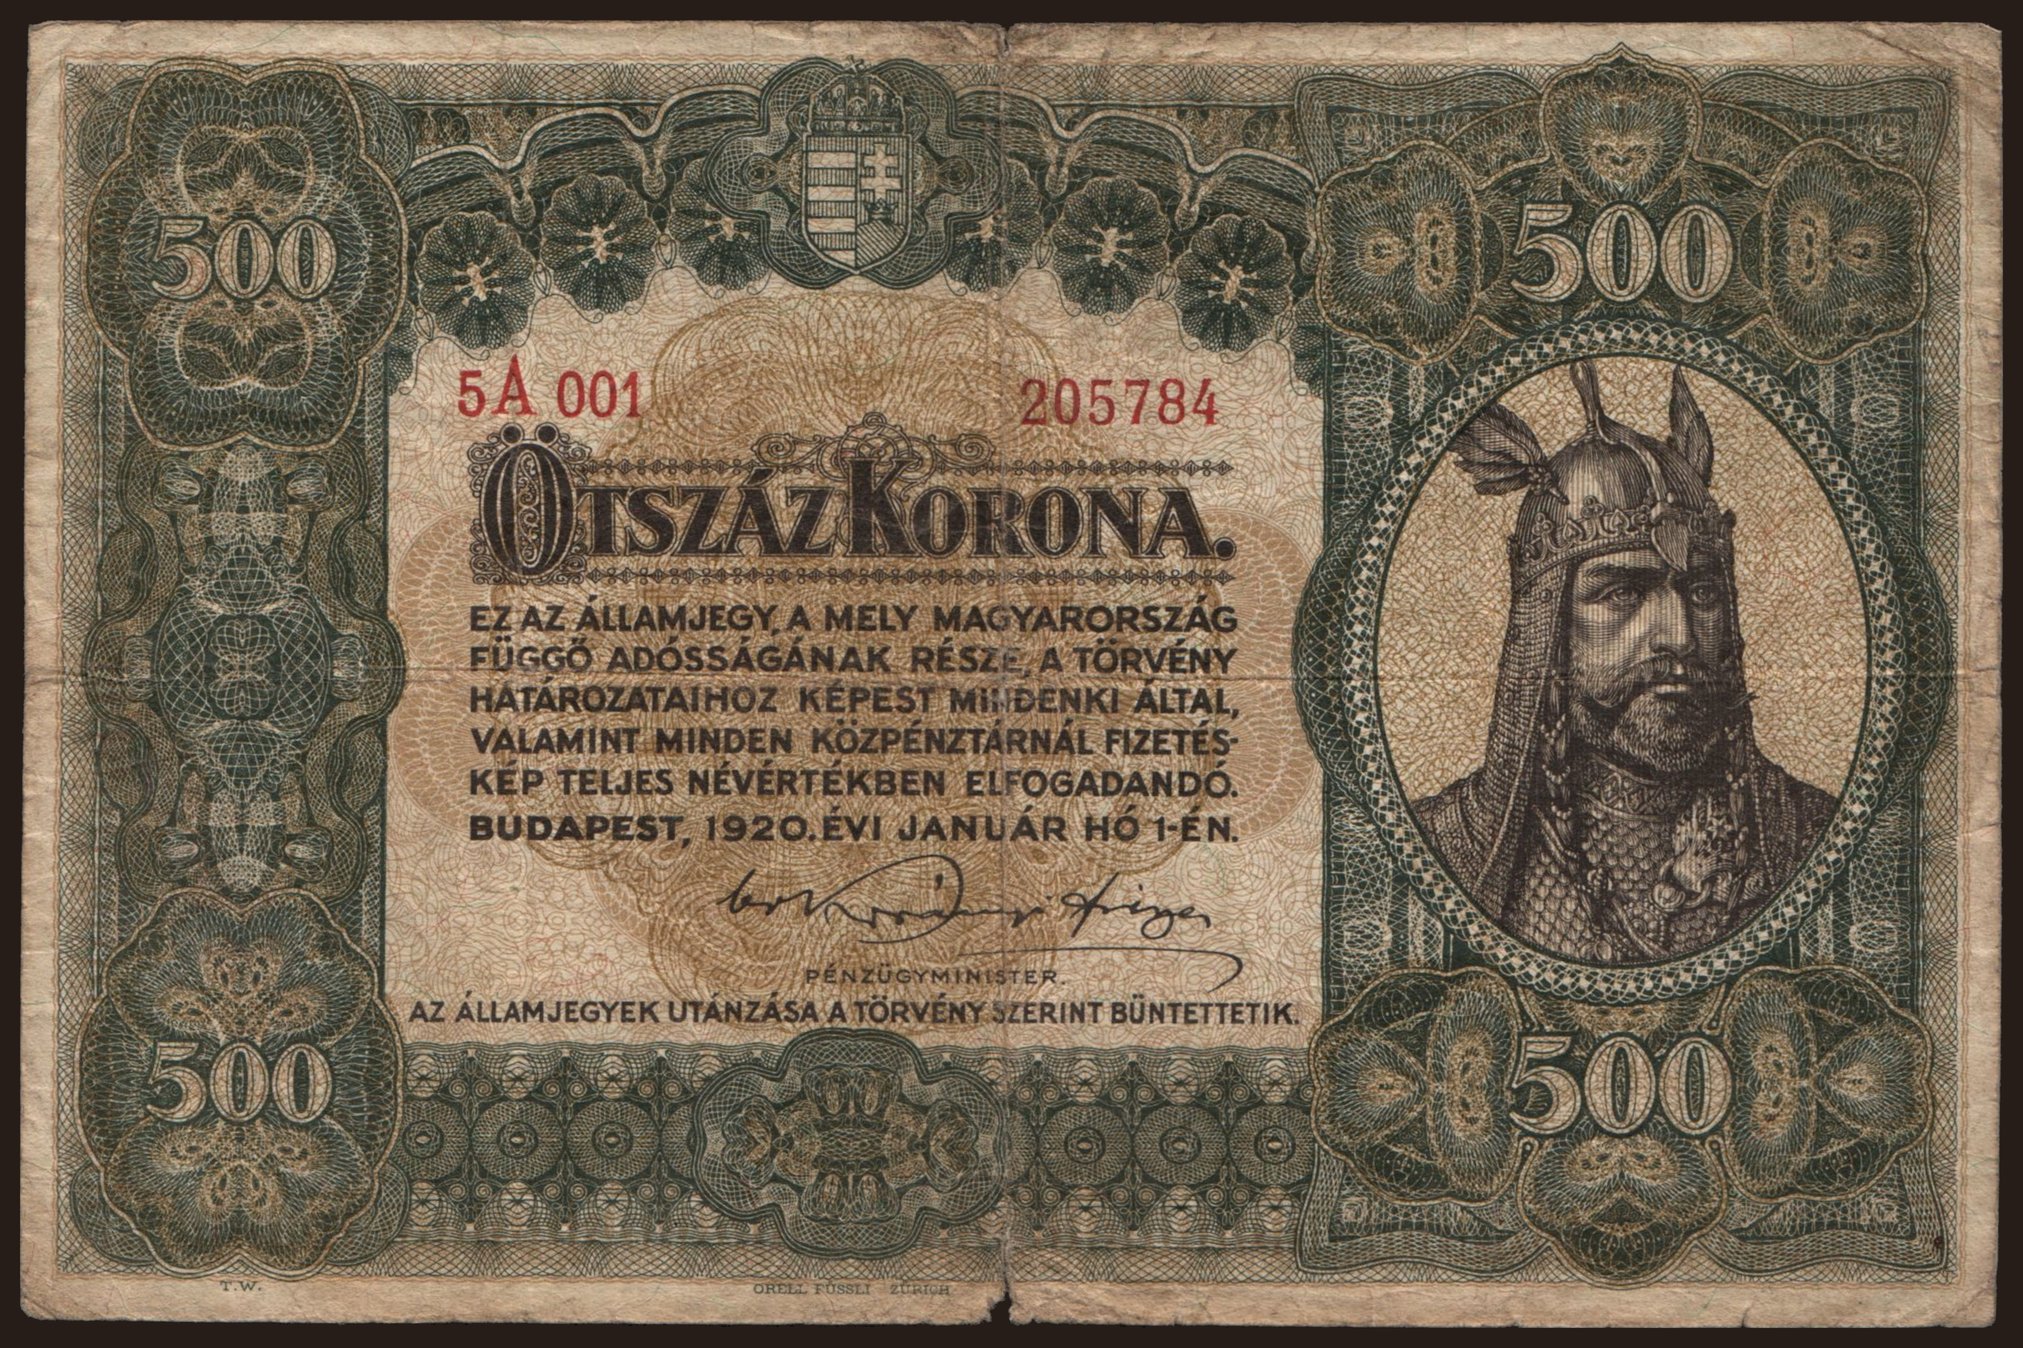 500
500
5A 001
205784
ÖTSZÁZ KORONA.
EZ AZ ÁLLAMJEGY, A MELY MAGYARORSZÁG
FÜGGŐ ADÓSSÁGÁNAK RÉSZE, A TÖRVÉNY
HATÁROZATAIHOZ KÉPEST MINDENKI ÁLTAL,
VALAMINT MINDEN KÖZPÉNZTÁRNÁL FIZETÉS-
KÉP TELJES NÉVÉRTÉKBEN ELFOGADANDÓ.
BUDAPEST, 1920. ÉVI JANUÁR HÓ 1-ÉN.
PÉNZÜGYMINISTER.
AZ ÁLLAMJEGYEK UTÁNZÁSA A TÖRVÉNY SZERINT BÜNTETTETIK.
500
500
T.W.
ORELL FÜSSLI ZÜRICH